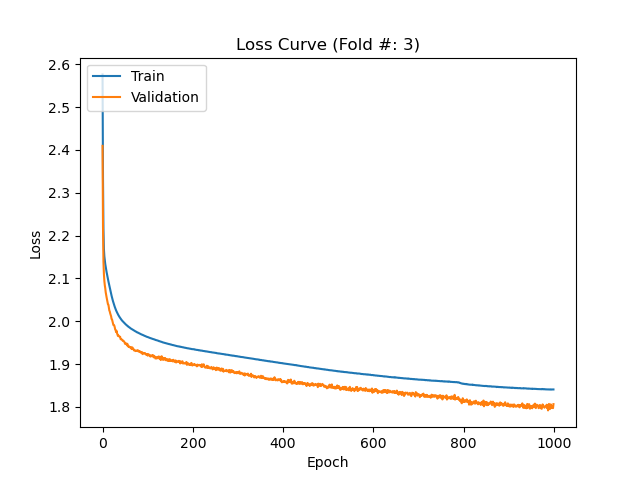 Loss Curve (Fold #: 3)
Train
Validation
2.6
2.5
2.4
2.3
2.2
2.1
2.0
1.9
1.8
Loss
0 200 400 600 800 1000
Epoch